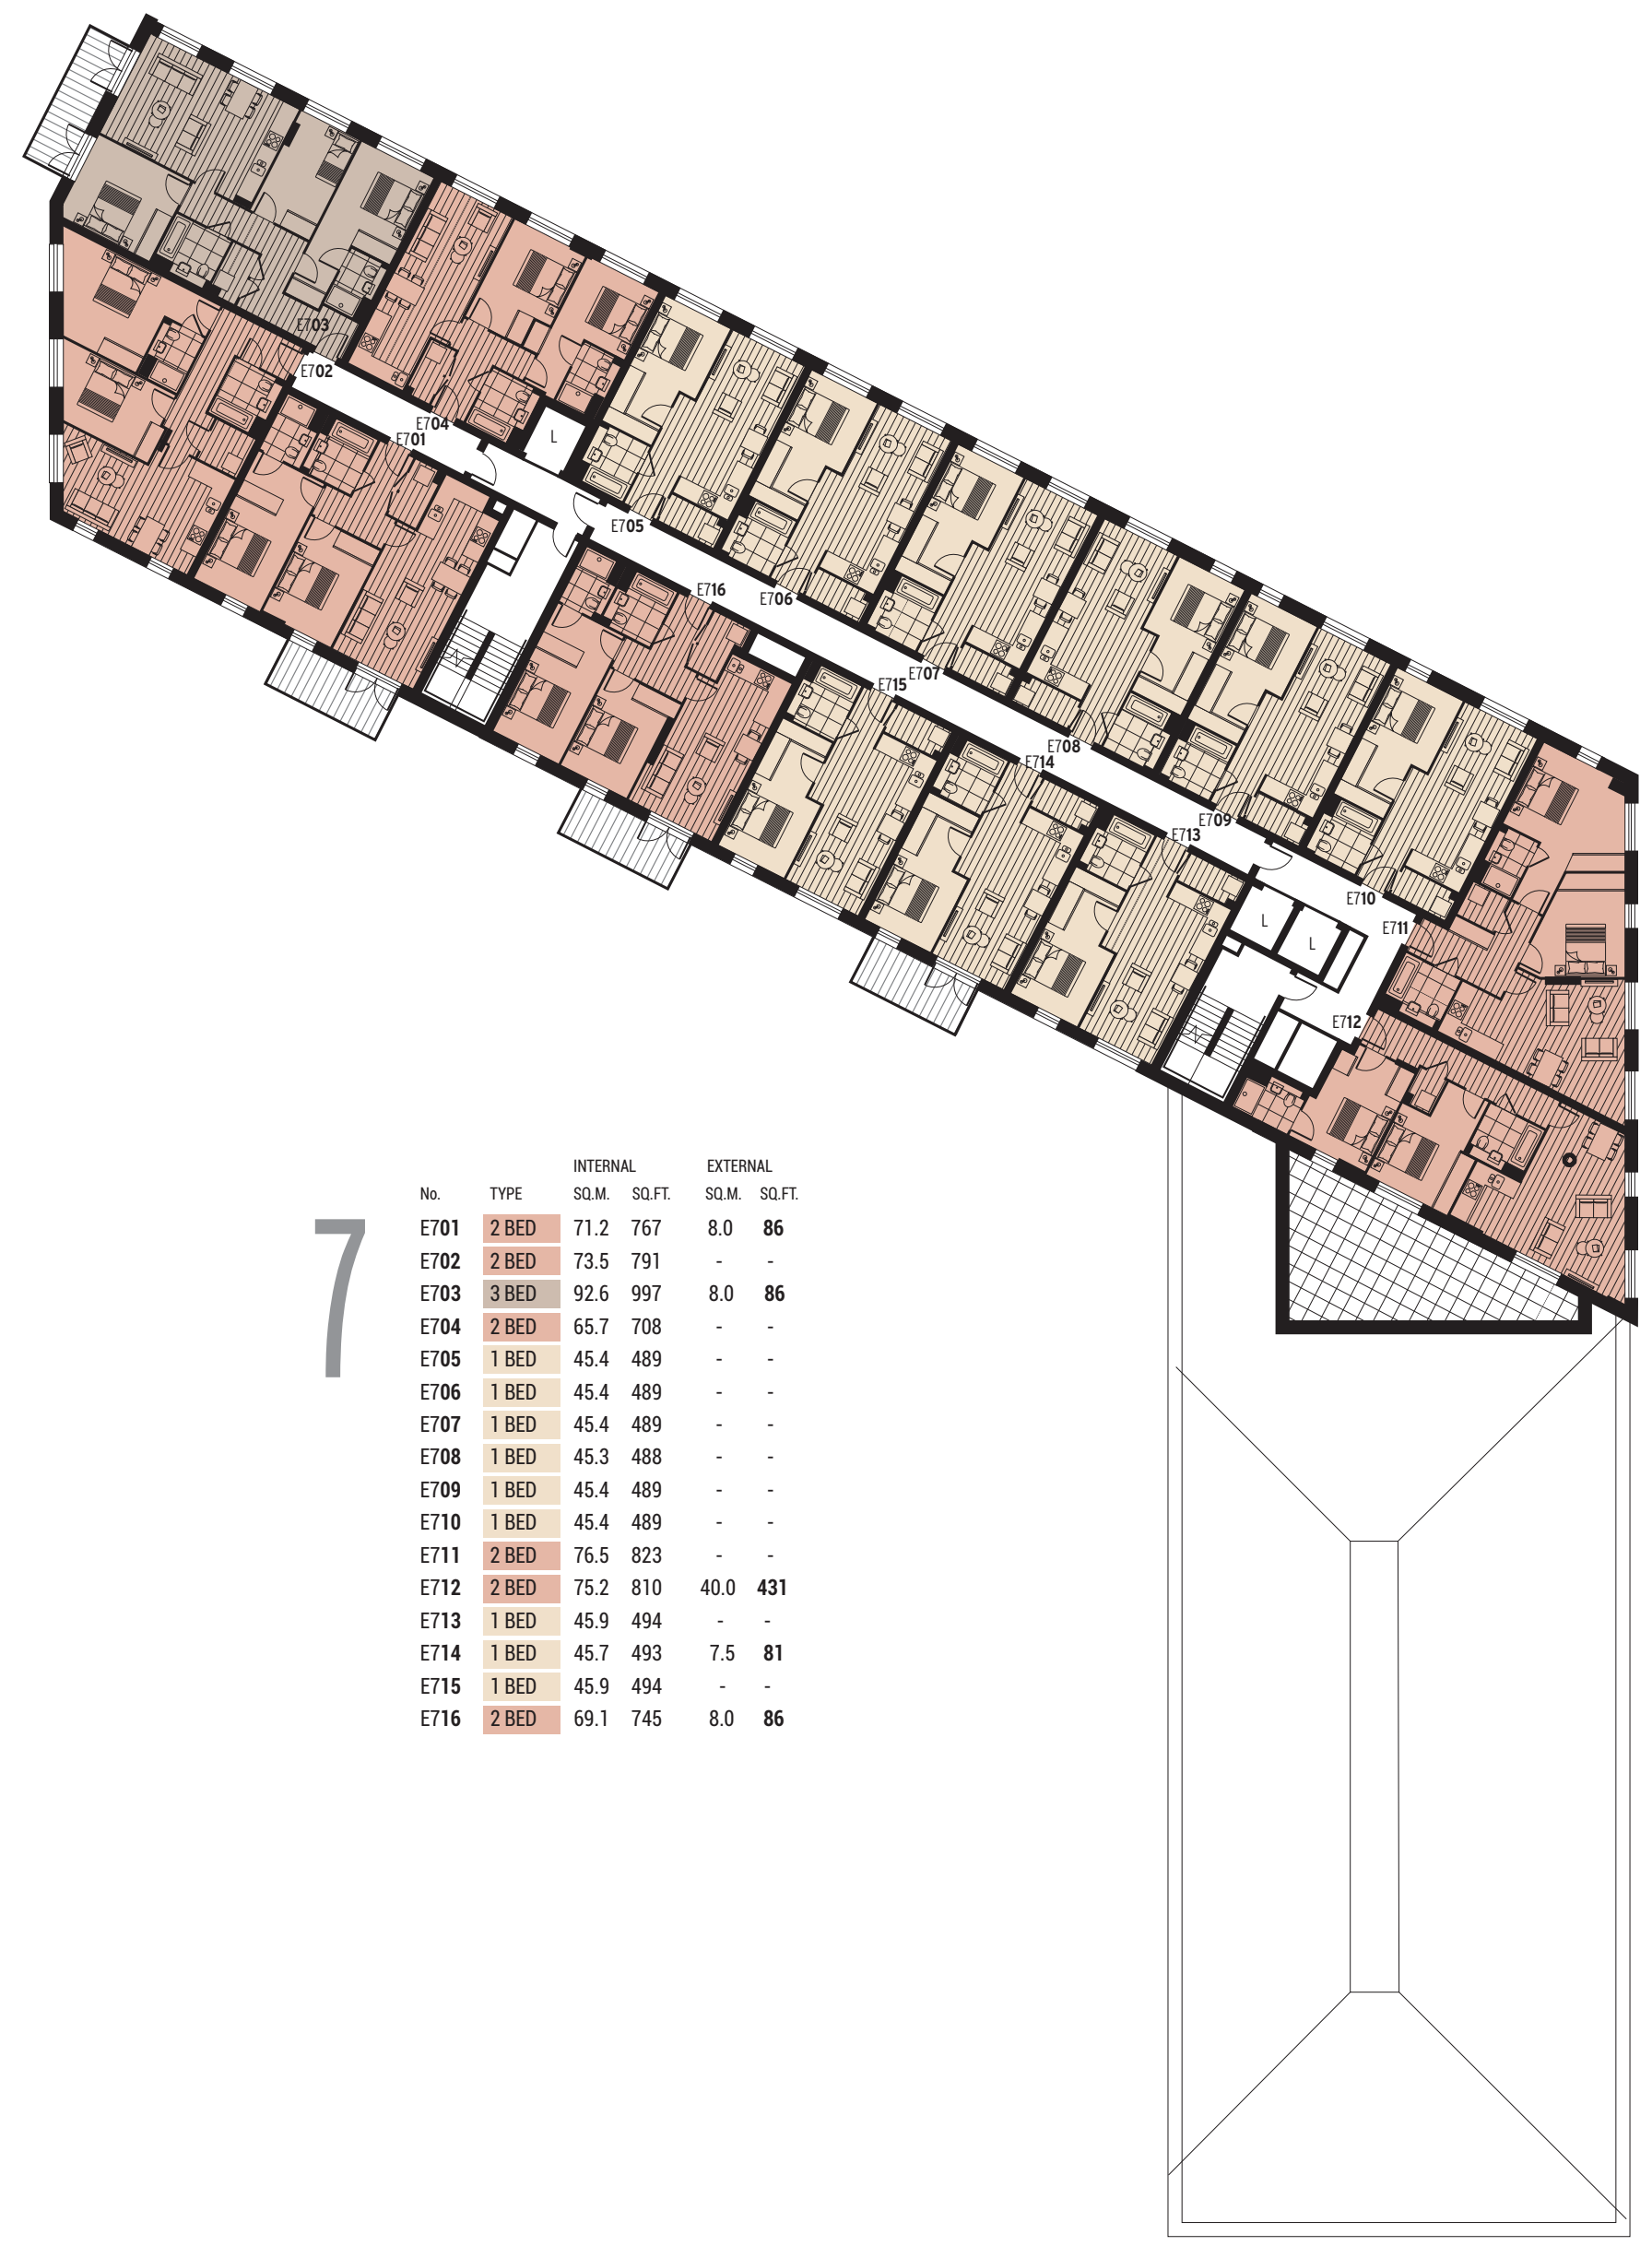 E703
E702
E704
E701
L
E705
E716
E706
E707
E715
E708
E714
E709
E713
E710
E711
L
L
E712
INTERNAL EXTERNAL
No. TYPE SQ.M. SQ.FT. SQ.M. SQ.FT.
7
E701 2 BED 71.2 767 8.0 86
E702 2 BED 73.5 791 - -
E703 3 BED 92.6 997 8.0 86
E704 2 BED 65.7 708 - -
E705 1 BED 45.4 489 - -
E706 1 BED 45.4 489 - -
E707 1 BED 45.4 489 - -
E708 1 BED 45.3 488 - -
E709 1 BED 45.4 489 - -
E710 1 BED 45.4 489 - -
E711 2 BED 76.5 823 - -
E712 2 BED 75.2 810 40.0 431
E713 1 BED 45.9 494 - -
E714 1 BED 45.7 493 7.5 81
E715 1 BED 45.9 494 - -
E716 2 BED 69.1 745 8.0 86